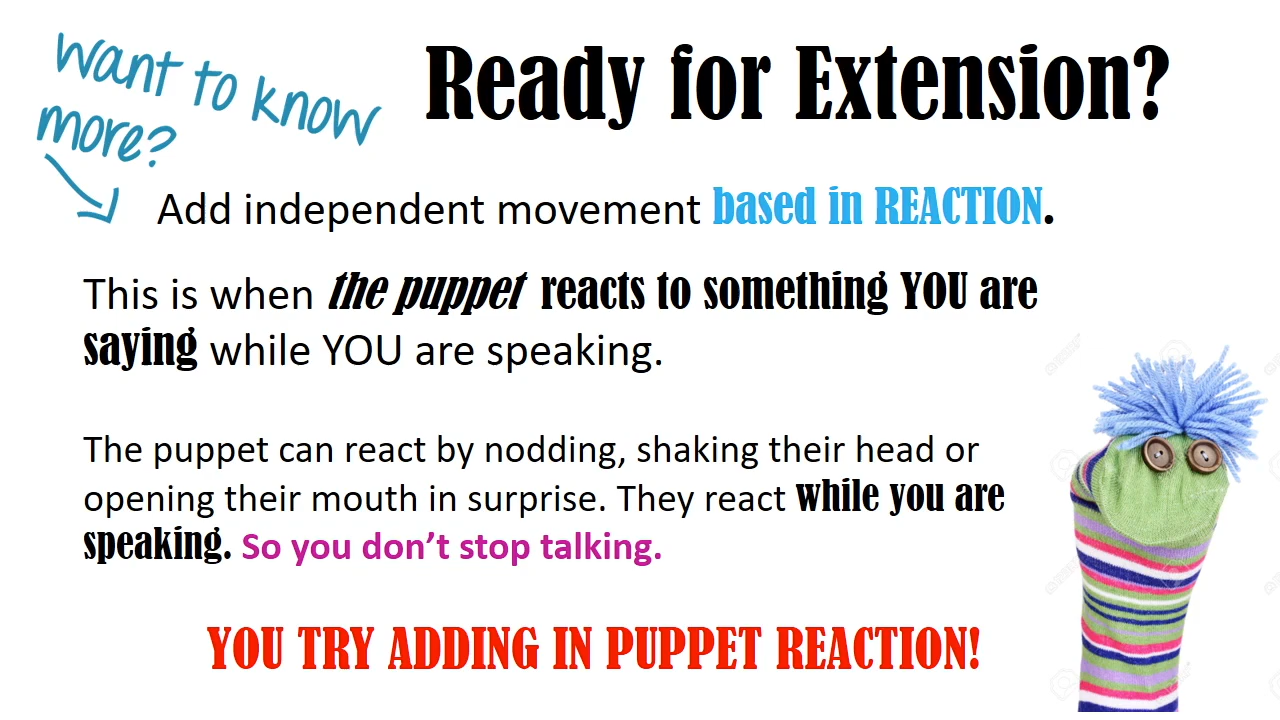 want to know
more?
Ready for Extension?
Add independent movement based in REACTION.
This is when the puppet reacts to something YOU are
saying while YOU are speaking.
The puppet can react by nodding, shaking their head or
opening their mouth in surprise. They react while you are
speaking. So you don't stop talking.
YOU TRY ADDING IN PUPPET REACTION!